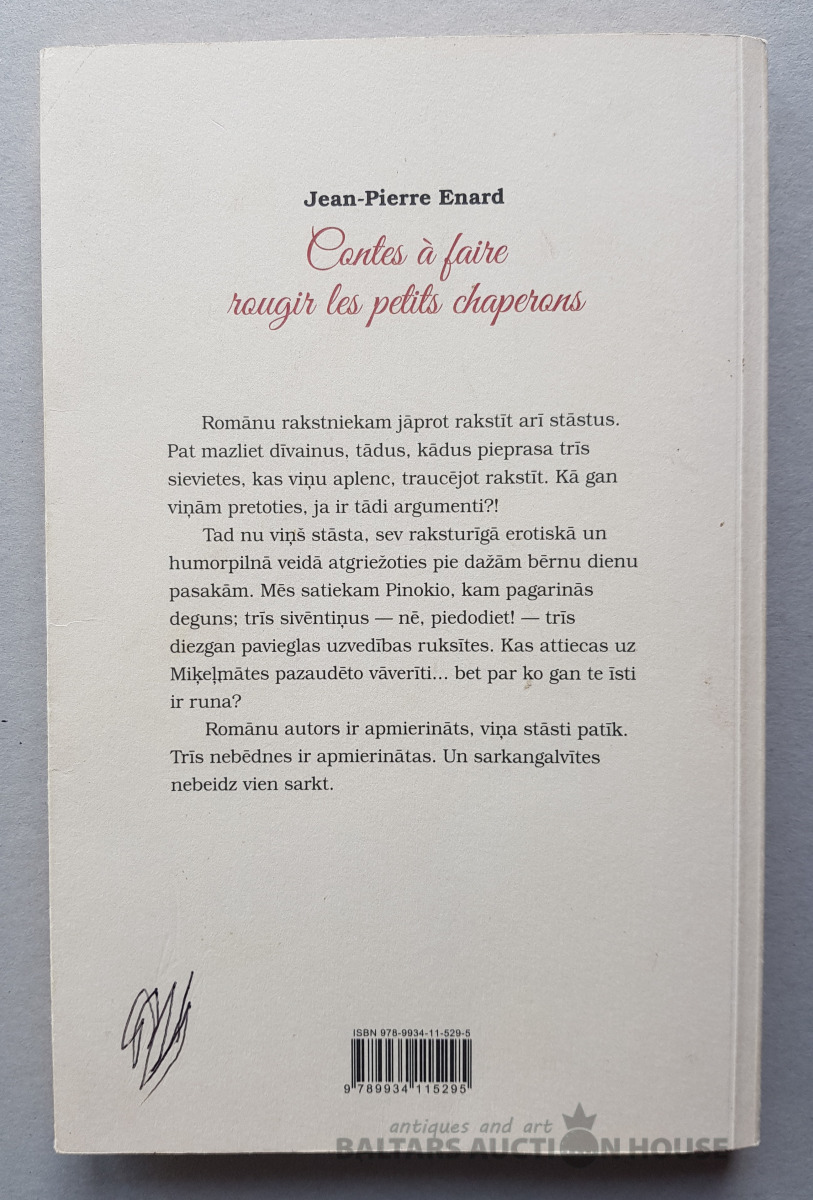 Jean-Pierre Enard
Contes à faire
rougir les petits chaperons
Romānu rakstniekam jāprot rakstīt arī stāstus.
Pat mazliet dīvainus, tādus, kādus pieprasa trīs
sievietes, kas viņu aplenc, traucējot rakstīt. Kā gan
viņām pretoties, ja ir tādi argumenti?!
Tad nu viņš stāsta, sev raksturīgā erotiskā un
humorpilnā veidā atgriežoties pie dažām bērnu dienu
pasakām. Mēs satiekam Pinokio, kam pagarinās
deguns; trīs sivēntiņus — nē, piedodiet! — trīs
diezgan pavieglas uzvedības ruksītes. Kas attiecas uz
Miķeļmātes pazaudēto vāverīti... bet par ko gan te īsti
ir runa?
Romānu autors ir apmierināts, viņa stāsti patīk.
Trīs nebēdnes ir apmierinātas. Un sarkangalvītes
nebeidz vien sarkt.
ISBN 978-9934-11-529-5
9 789934 115295
antiques and art
BALTARS AUCTION HOUSE